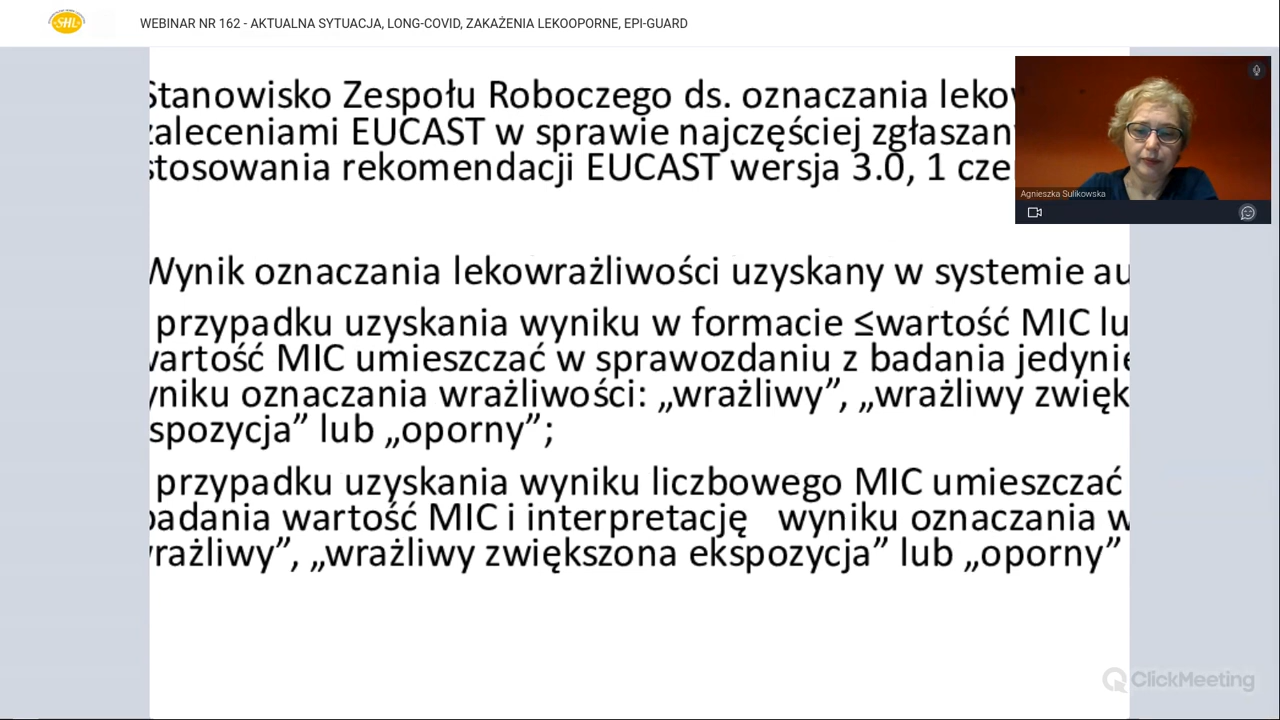 SHL
WEBINAR NR 162 - AKTUALNA SYTUACJA, LONG-COVID, ZAKAŻENIA LEKOOPORNE, EPI-GUARD
Stanowisko Zespołu Roboczego ds. oznaczania lekow
zaleceniami EUCAST w sprawie najczęściej zgłaszan
stosowania rekomendacji EUCAST wersja 3.0, 1 cze
Agnieszka Sulikowska
Wynik oznaczania lekowrażliwości uzyskany w systemie au
przypadku uzyskania wyniku w formacie ≤wartość MIC lu
wartość MIC umieszczać w sprawozdaniu z badania jedynie
yniku oznaczania wrażliwości: „wrażliwy”, „wrażliwy zwięk
spozycja” lub „oporny”;
przypadku uzyskania wyniku liczbowego MIC umieszczać
badania wartość MIC i interpretację wyniku oznaczania w
wrażliwy”, „wrażliwy zwiększona ekspozycja” lub „oporny”
ClickMeeting